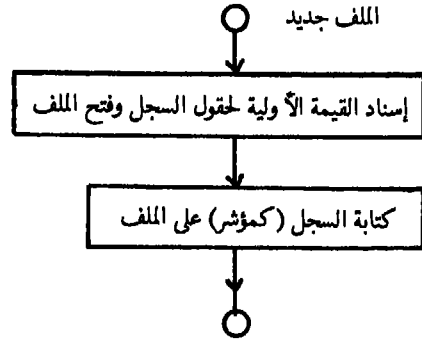 الملف جديد
إسناد القيمة الأولية لحقول السجل وفتح الملف
كتابة السجل (كمؤشر) على الملف